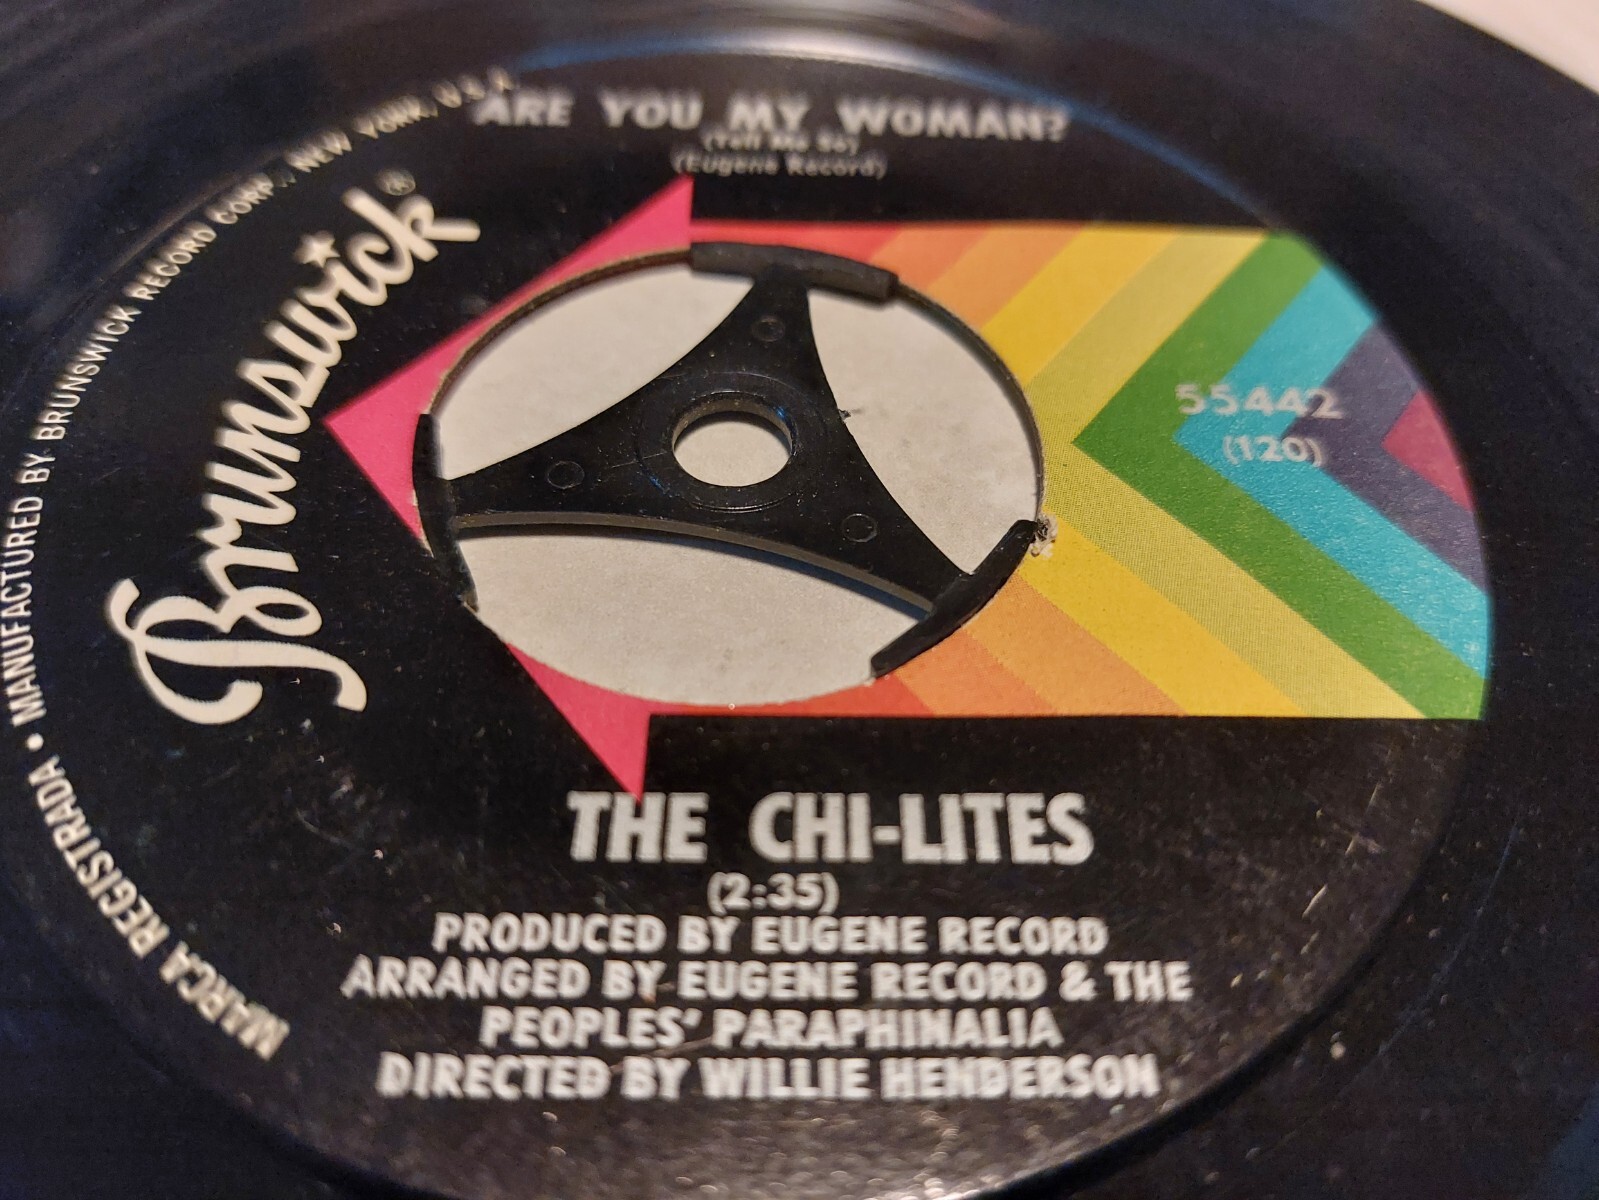 ARE YOU MY WOMAN?
(Tell Me So)
(Eugene Record)
Brunswick®
55442
(120)
THE CHI-LITES
(2:35)
PRODUCED BY EUGENE RECORD
ARRANGED BY EUGENE RECORD & THE
PEOPLES' PARAPHINALIA
DIRECTED BY WILLIE HENDERSON
MARCA REGISTRADA • MANUFACTURED BY BRUNSWICK RECORD CORP., NEW YORK, U.S.A.